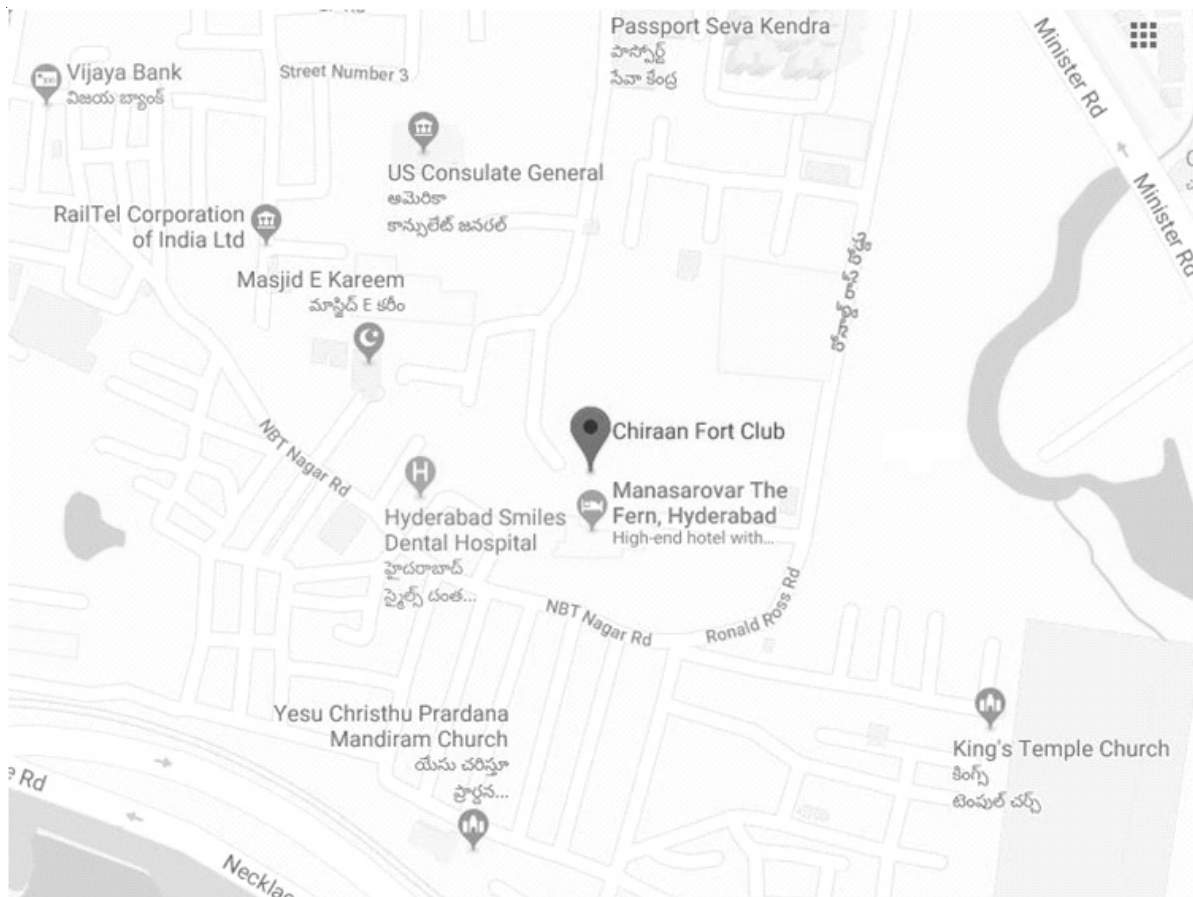 Passport Seva Kendra
పాస్పోర్ట్
సేవా కేంద్ర
Minister Rd
Vijaya Bank
విజయ బ్యాంక్
Street Number 3
US Consulate General
అమెరికా
కాన్సులేట్ జనరల్
Minister Rd
RailTel Corporation
of India Ltd
Masjid E Kareem
మాస్జిద్ E కరీం
రోనాల్డ్ రాస్ రోడ్డు
NBT Nagar Rd
Chiraan Fort Club
Manasarovar The
Fern, Hyderabad
High-end hotel with...
Hyderabad Smiles
Dental Hospital
హైదరాబాద్
స్మైల్స్ దంత...
NBT Nagar Rd
Ronald Ross Rd
Yesu Christhu Prardana
Mandiram Church
యేసు చరిస్తూ
ప్రార్థన...
King's Temple Church
కింగ్స్
టెంపుల్ చర్చ్
e Rd
Necklac